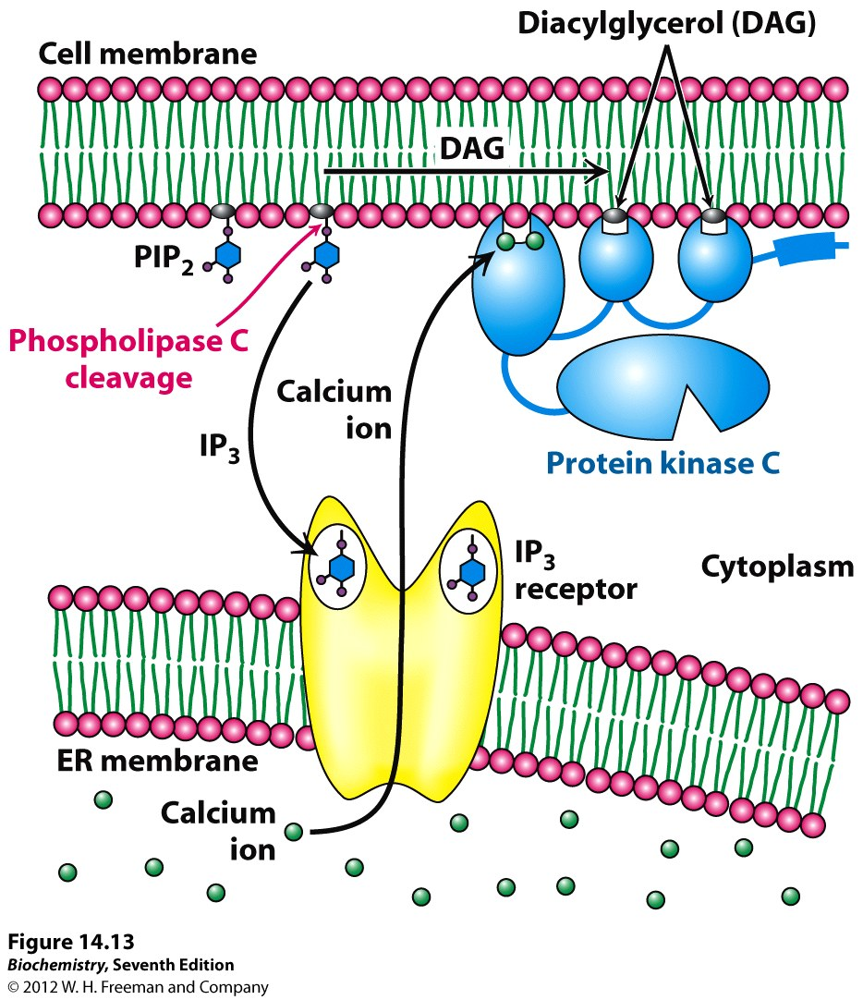 Diacylglycerol (DAG)
Cell membrane
DAG
PIP₂
Phospholipase C
cleavage
Calcium
ion
IP₃
Protein kinase C
IP₃
receptor
Cytoplasm
ER membrane
Calcium
ion
Figure 14.13
Biochemistry, Seventh Edition
© 2012 W. H. Freeman and Company